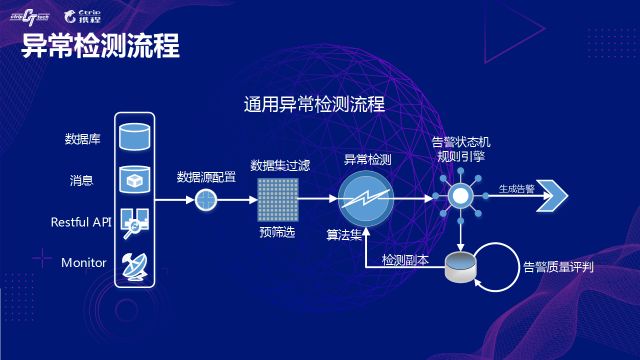 ctrip CT tech
Ctrip
携程
异常检测流程
通用异常检测流程
数据库
消息
Restful API
Monitor
数据源配置
数据集过滤
预筛选
异常检测
算法集
告警状态机
规则引擎
生成告警
检测副本
告警质量评判